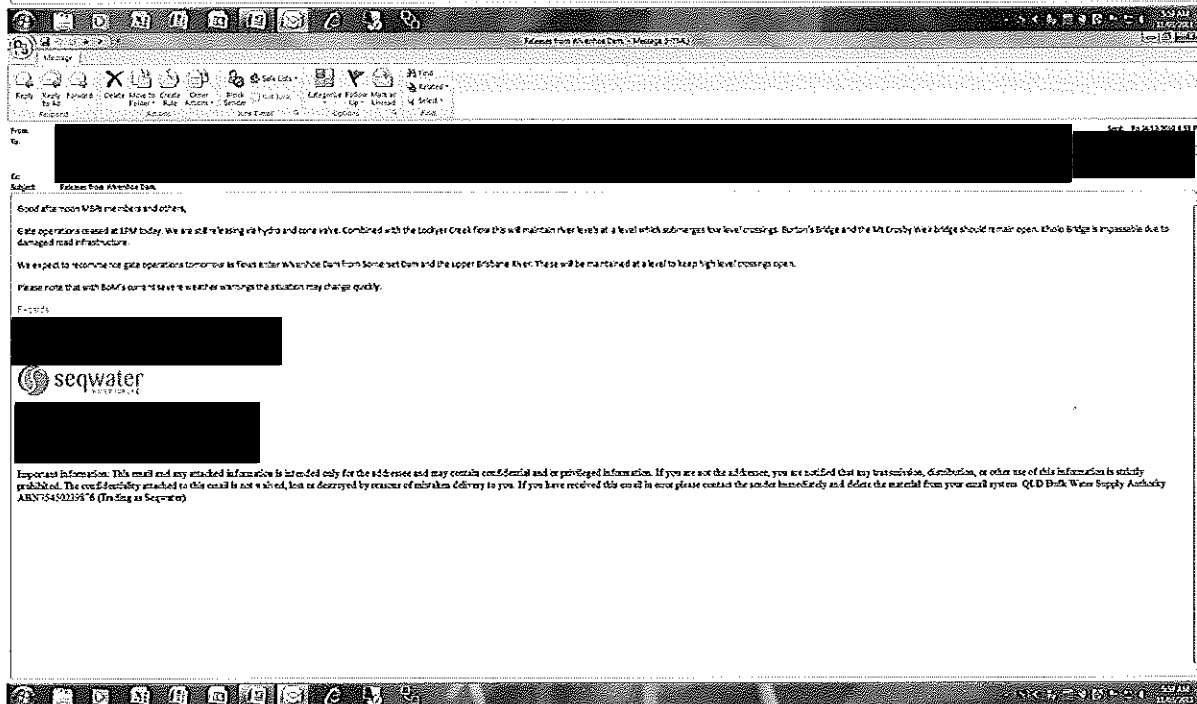 Releases from Wivenhoe Dam - Message (HTML)
Message
Reply Reply to All Forward Delete Move to Folder Create Rule Other Actions Block Sender Safe Lists Categorize Follow Up Mark as Unread Find Related Select
Respond Actions Junk E-mail Options Find
From:
To:
Cc:
Subject: Releases from Wivenhoe Dam
Good afternoon members and others,
Gate operations ceased at 1PM today. We are still releasing via hydro and cone valve. Combined with the Lockyer Creek flow this will maintain river levels at a level which submerges low level crossings. Burton's Bridge and the Mt Crosby Weir bridge should remain open. Kholo Bridge is impassable due to
damaged road infrastructure.
We expect to recommence gate operations tomorrow as flows enter Wivenhoe Dam from Somerset Dam and the upper Brisbane River. These will be maintained at a level to keep high level crossings open.
Please note that with BoM's current severe weather warnings the situation may change quickly.
Regards
seqwater
Important information: This email and any attached information is intended only for the addressee and may contain confidential and or privileged information. If you are not the addressee, you are notified that any transmission, distribution, or other use of this information is strictly
prohibited. The confidentiality attached to this email is not waived, lost or destroyed by reasons of mistaken delivery to you. If you have received this email in error please contact the sender immediately and delete the material from your email system. QLD Bulk Water Supply Authority
(Trading as Seqwater)